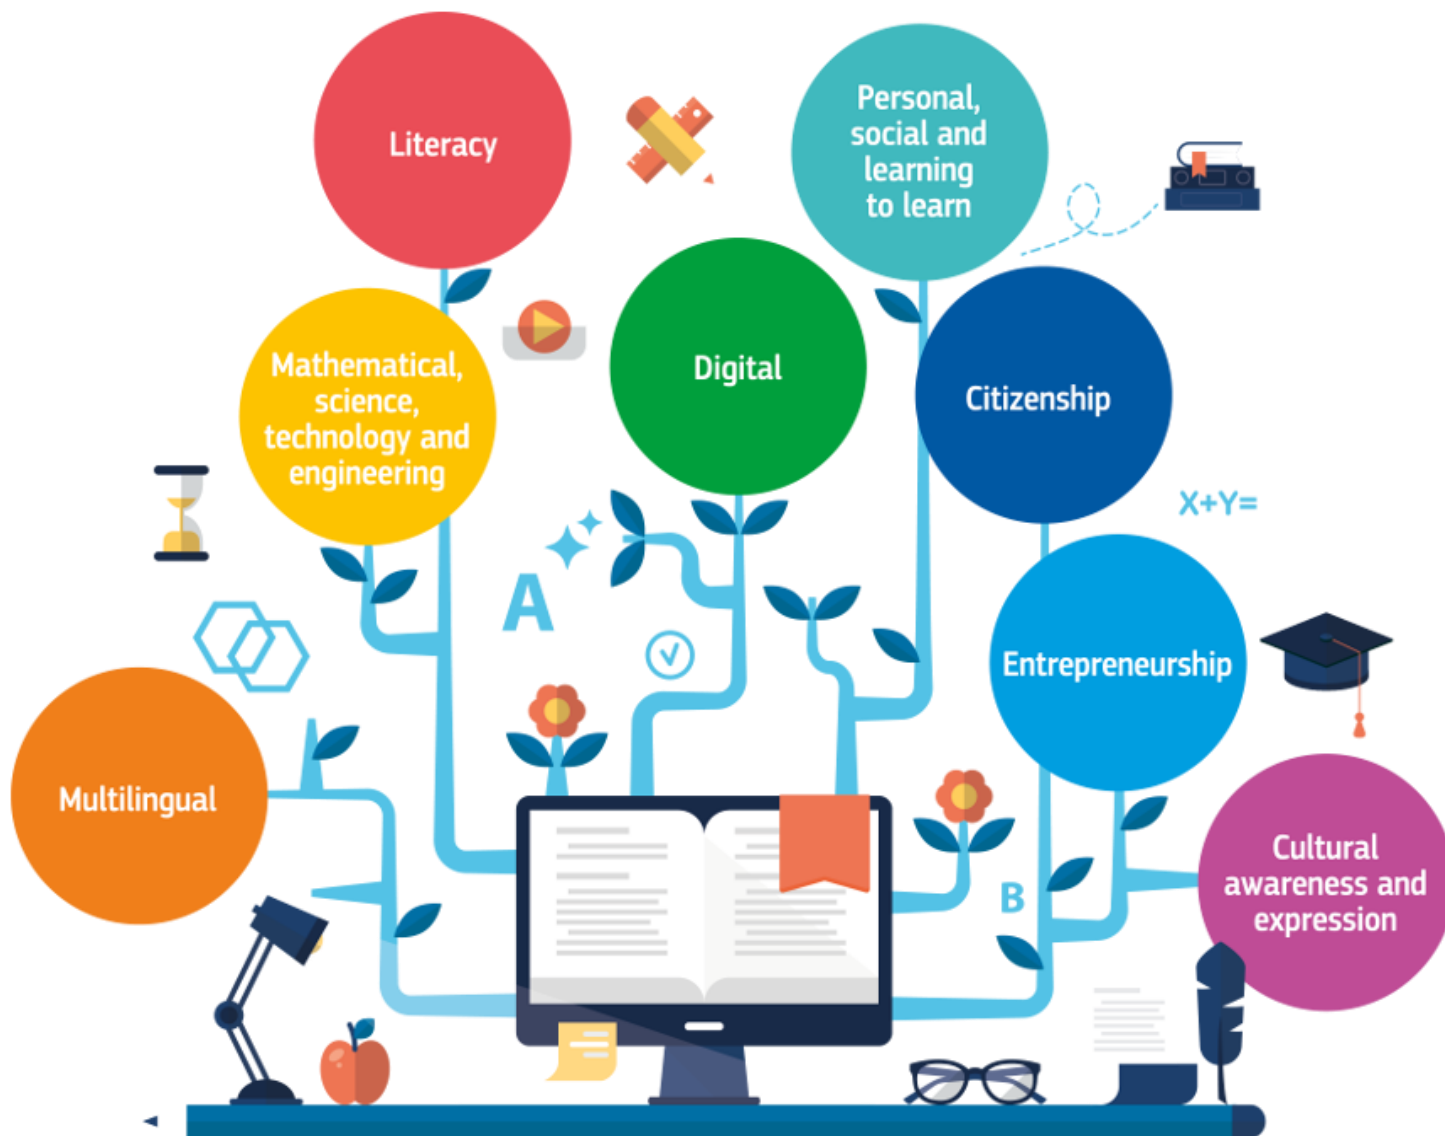 Literacy
Personal,
social and
learning
to learn
Mathematical,
science,
technology and
engineering
Digital
Citizenship
X+Y=
A
Entrepreneurship
Multilingual
B
Cultural
awareness and
expression